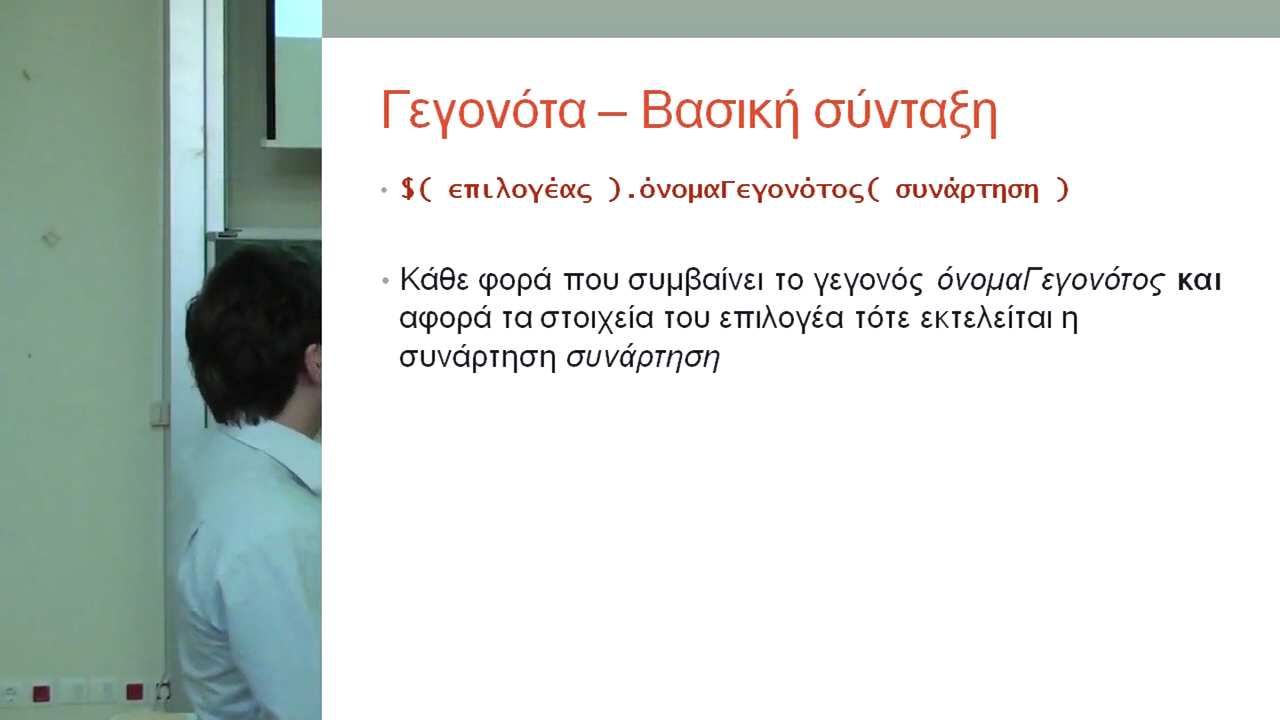 Γεγονότα – Βασική σύνταξη
• $( επιλογέας ).όνομαΓεγονότος( συνάρτηση )
• Κάθε φορά που συμβαίνει το γεγονός όνομαΓεγονότος και
αφορά τα στοιχεία του επιλογέα τότε εκτελείται η
συνάρτηση συνάρτηση